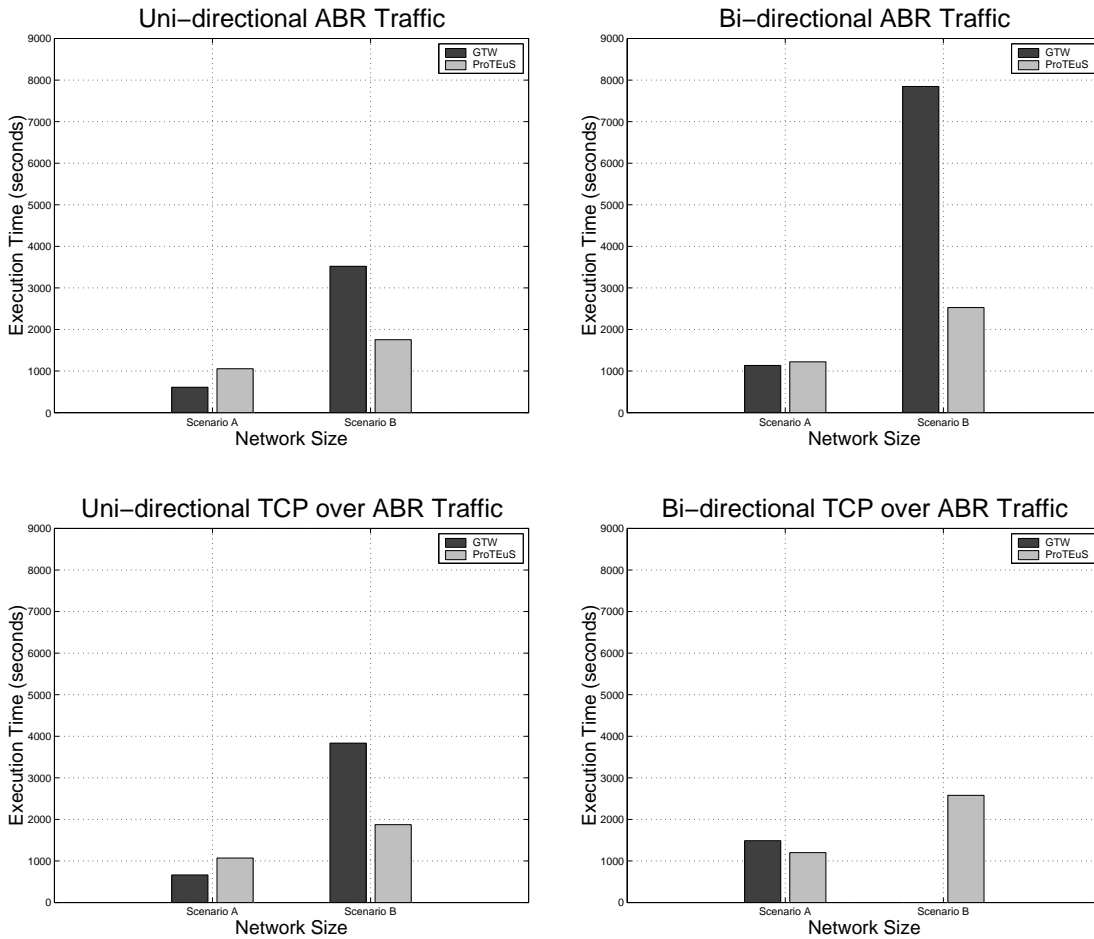 Uni−directional ABR Traffic
9000
8000
7000
6000
5000
4000
3000
2000
1000
0
Execution Time (seconds)
GTW
ProTEuS
Scenario A
Scenario B
Network Size
Bi−directional ABR Traffic
9000
8000
7000
6000
5000
4000
3000
2000
1000
0
Execution Time (seconds)
GTW
ProTEuS
Scenario A
Scenario B
Network Size
Uni−directional TCP over ABR Traffic
9000
8000
7000
6000
5000
4000
3000
2000
1000
0
Execution Time (seconds)
GTW
ProTEuS
Scenario A
Scenario B
Network Size
Bi−directional TCP over ABR Traffic
9000
8000
7000
6000
5000
4000
3000
2000
1000
0
Execution Time (seconds)
GTW
ProTEuS
Scenario A
Scenario B
Network Size